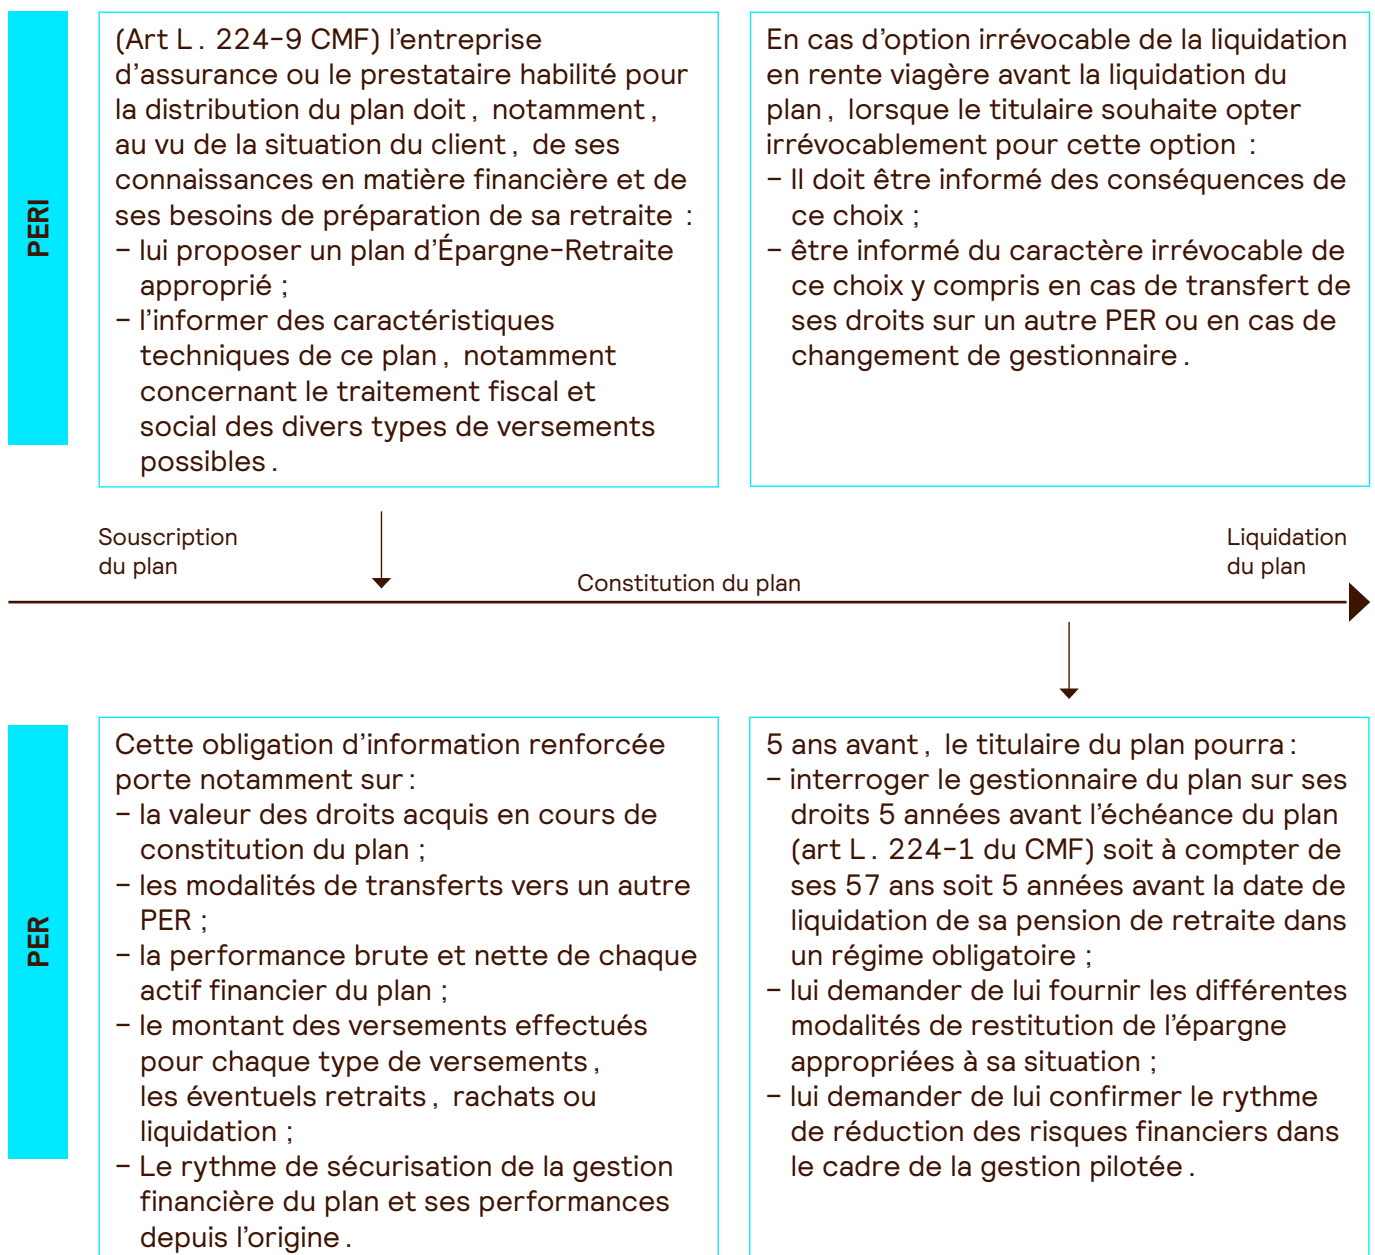 PERI
(Art L. 224-9 CMF) l'entreprise
d'assurance ou le prestataire habilité pour
la distribution du plan doit, notamment,
au vu de la situation du client, de ses
connaissances en matière financière et de
ses besoins de préparation de sa retraite :
– lui proposer un plan d'Épargne-Retraite
approprié ;
– l'informer des caractéristiques
techniques de ce plan, notamment
concernant le traitement fiscal et
social des divers types de versements
possibles.
En cas d'option irrévocable de la liquidation
en rente viagère avant la liquidation du
plan, lorsque le titulaire souhaite opter
irrévocablement pour cette option :
– Il doit être informé des conséquences de
ce choix ;
– être informé du caractère irrévocable de
ce choix y compris en cas de transfert de
ses droits sur un autre PER ou en cas de
changement de gestionnaire.
Souscription
du plan
Constitution du plan
Liquidation
du plan
PER
Cette obligation d'information renforcée
porte notamment sur :
– la valeur des droits acquis en cours de
constitution du plan ;
– les modalités de transferts vers un autre
PER ;
– la performance brute et nette de chaque
actif financier du plan ;
– le montant des versements effectués
pour chaque type de versements,
les éventuels retraits, rachats ou
liquidation ;
– Le rythme de sécurisation de la gestion
financière du plan et ses performances
depuis l'origine.
5 ans avant, le titulaire du plan pourra :
– interroger le gestionnaire du plan sur ses
droits 5 années avant l'échéance du plan
(art L. 224-1 du CMF) soit à compter de
ses 57 ans soit 5 années avant la date de
liquidation de sa pension de retraite dans
un régime obligatoire ;
– lui demander de lui fournir les différentes
modalités de restitution de l'épargne
appropriées à sa situation ;
– lui demander de lui confirmer le rythme
de réduction des risques financiers dans
le cadre de la gestion pilotée.